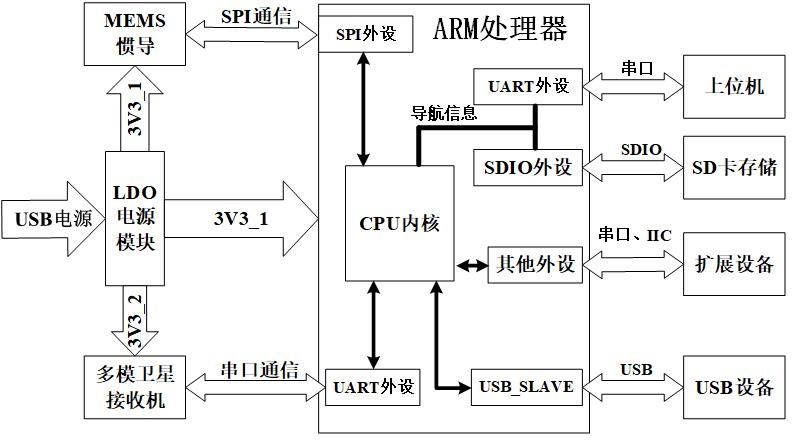 MEMS
惯导
SPI通信
SPI外设
ARM处理器
UART外设
串口
上位机
导航信息
3V3_1
SDIO外设
SDIO
SD卡存储
USB电源
LDO
电源
模块
3V3_1
CPU内核
其他外设
串口、IIC
扩展设备
3V3_2
多模卫星
接收机
串口通信
UART外设
USB_SLAVE
USB
USB设备